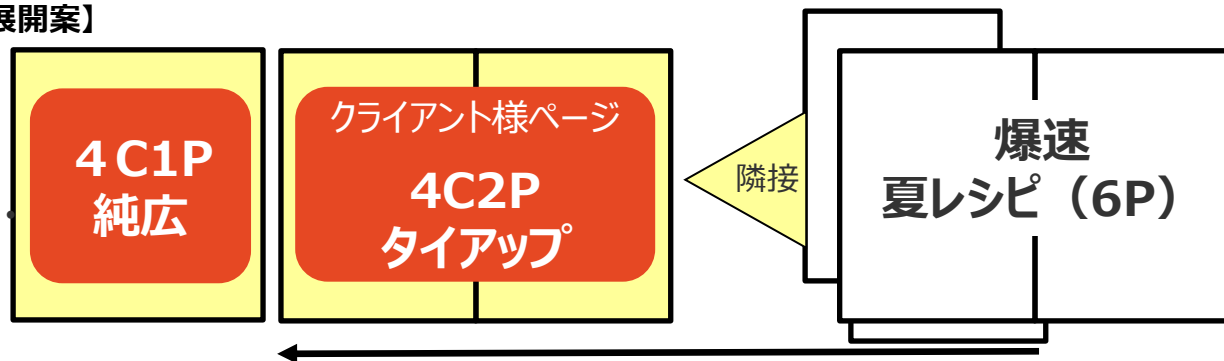 展開案】
４C1P
純広
クライアント様ページ
4C2P
タイアップ
隣接
爆速
夏レシピ（6P）